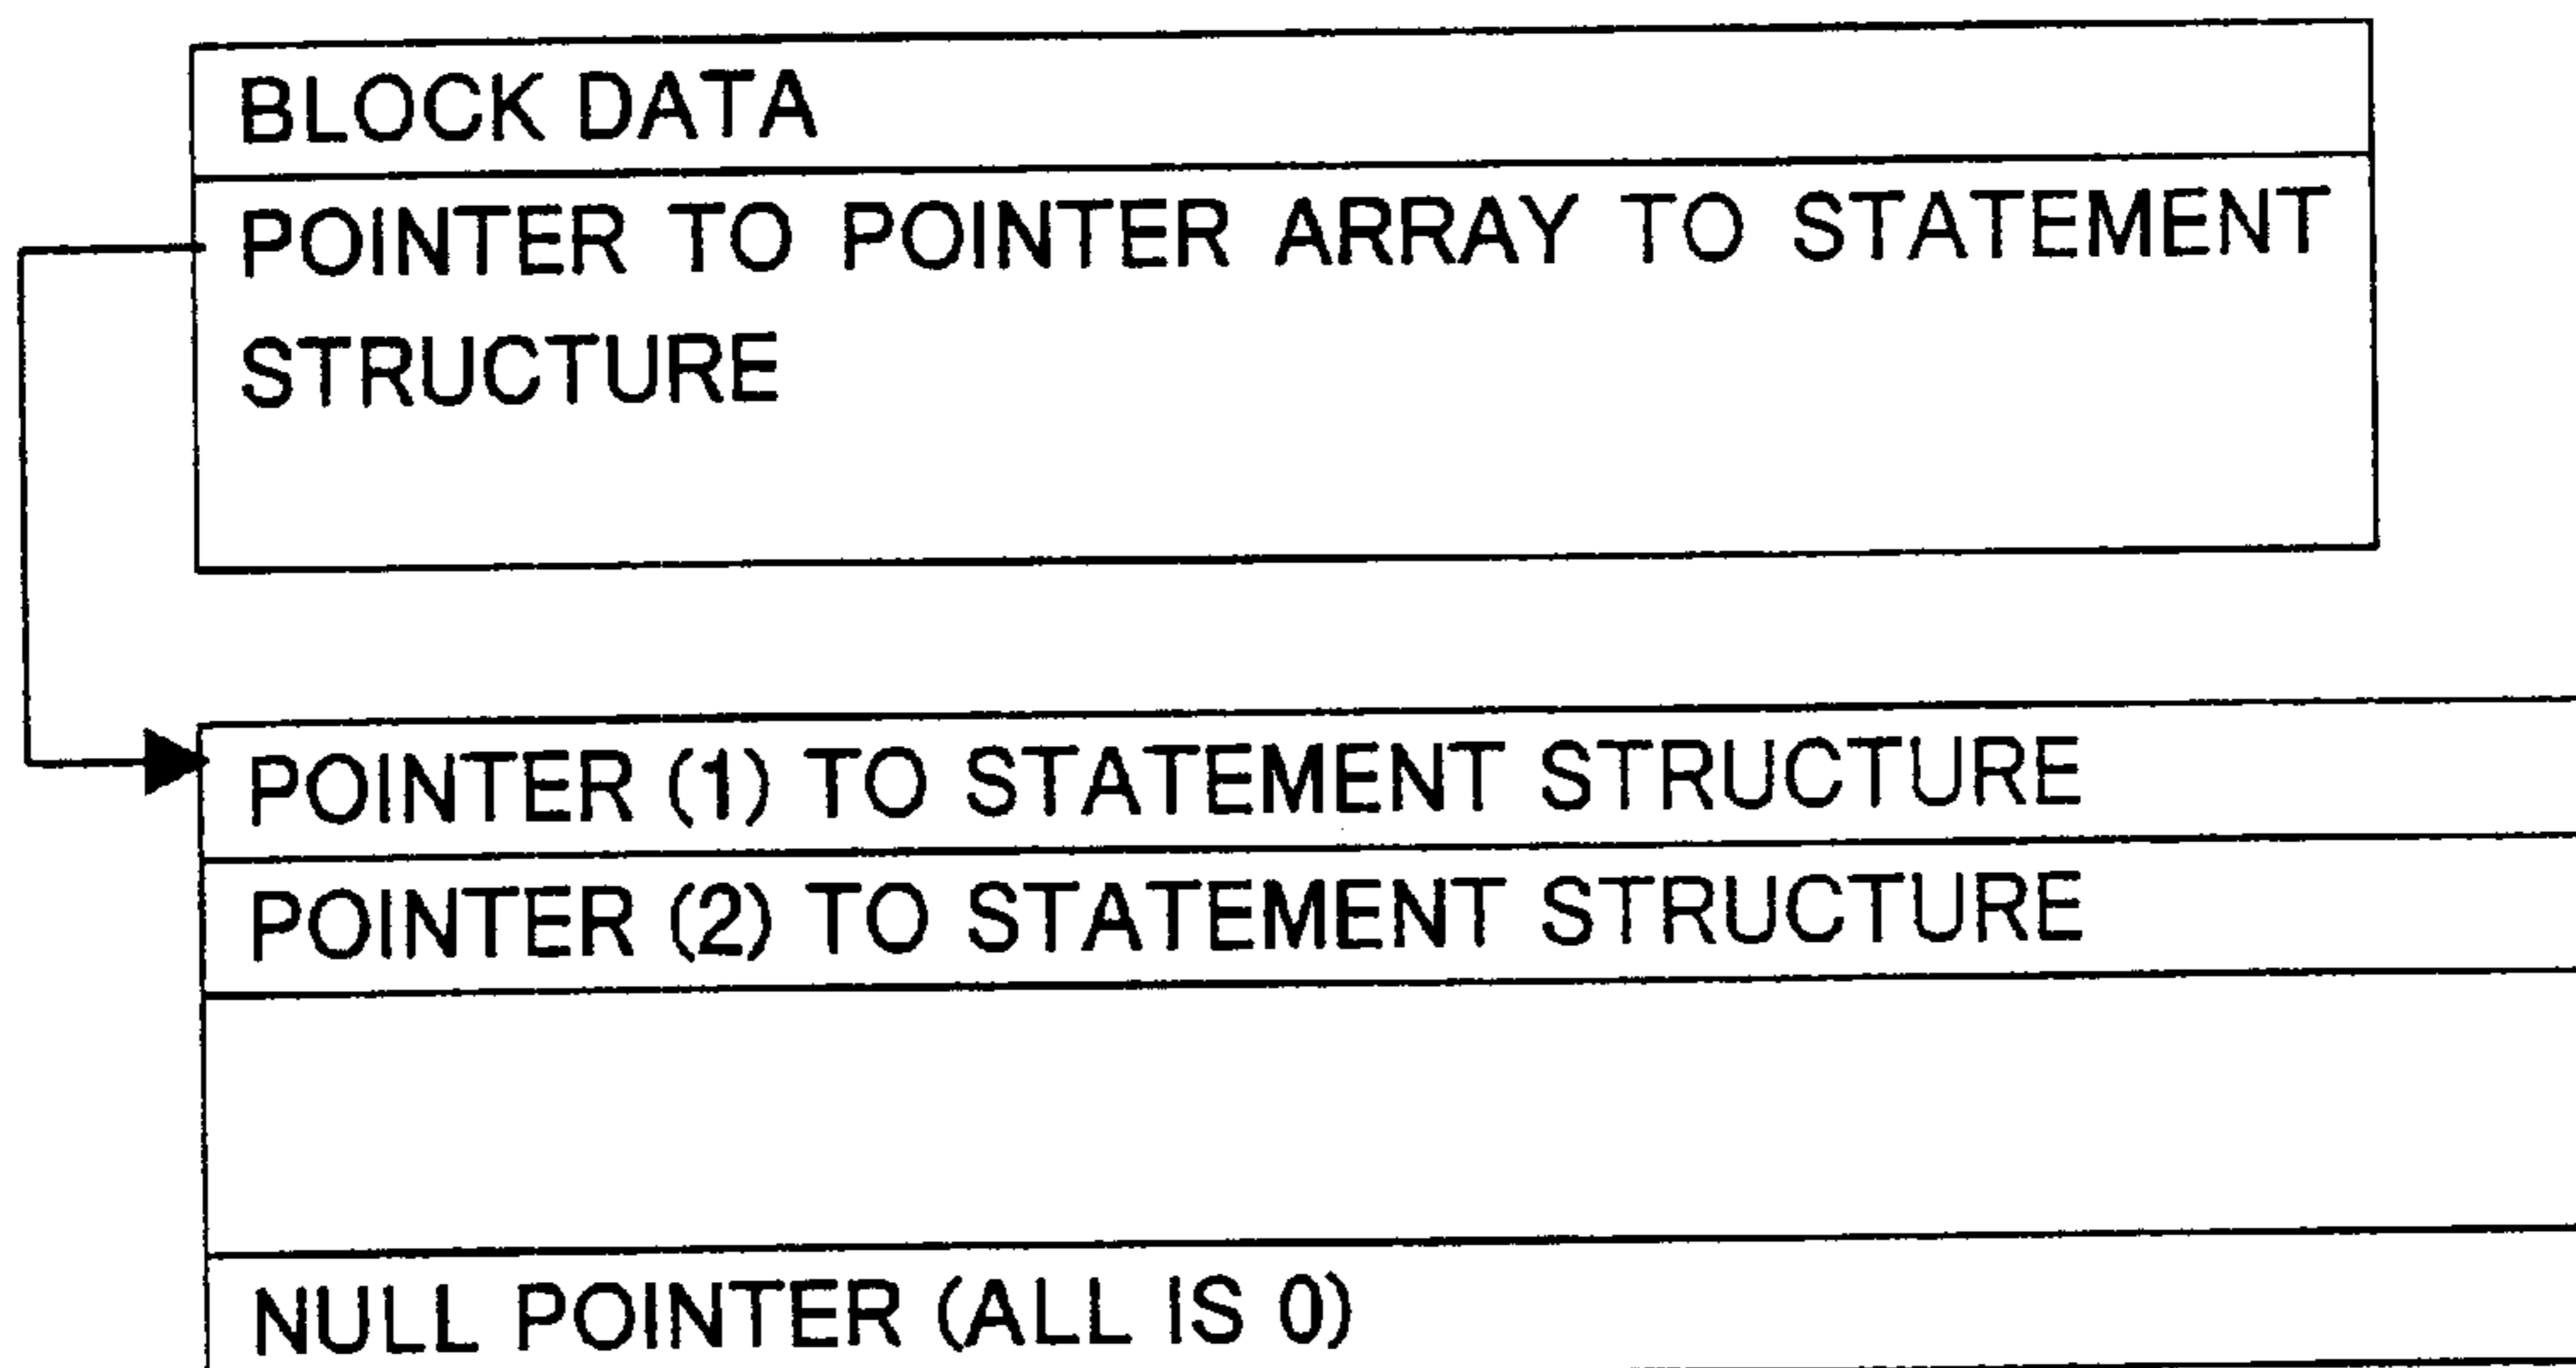 BLOCK DATA
POINTER TO POINTER ARRAY TO STATEMENT
STRUCTURE
POINTER (1) TO STATEMENT STRUCTURE
POINTER (2) TO STATEMENT STRUCTURE
NULL POINTER (ALL IS 0)